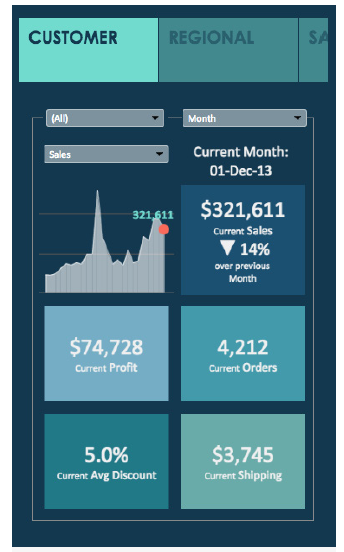 CUSTOMER REGIONAL SA
(All) Month
Sales
Current Month:
01-Dec-13
321,611
$321,611
Current Sales
▼ 14%
over previous
Month
$74,728
Current Profit
4,212
Current Orders
5.0%
Current Avg Discount
$3,745
Current Shipping